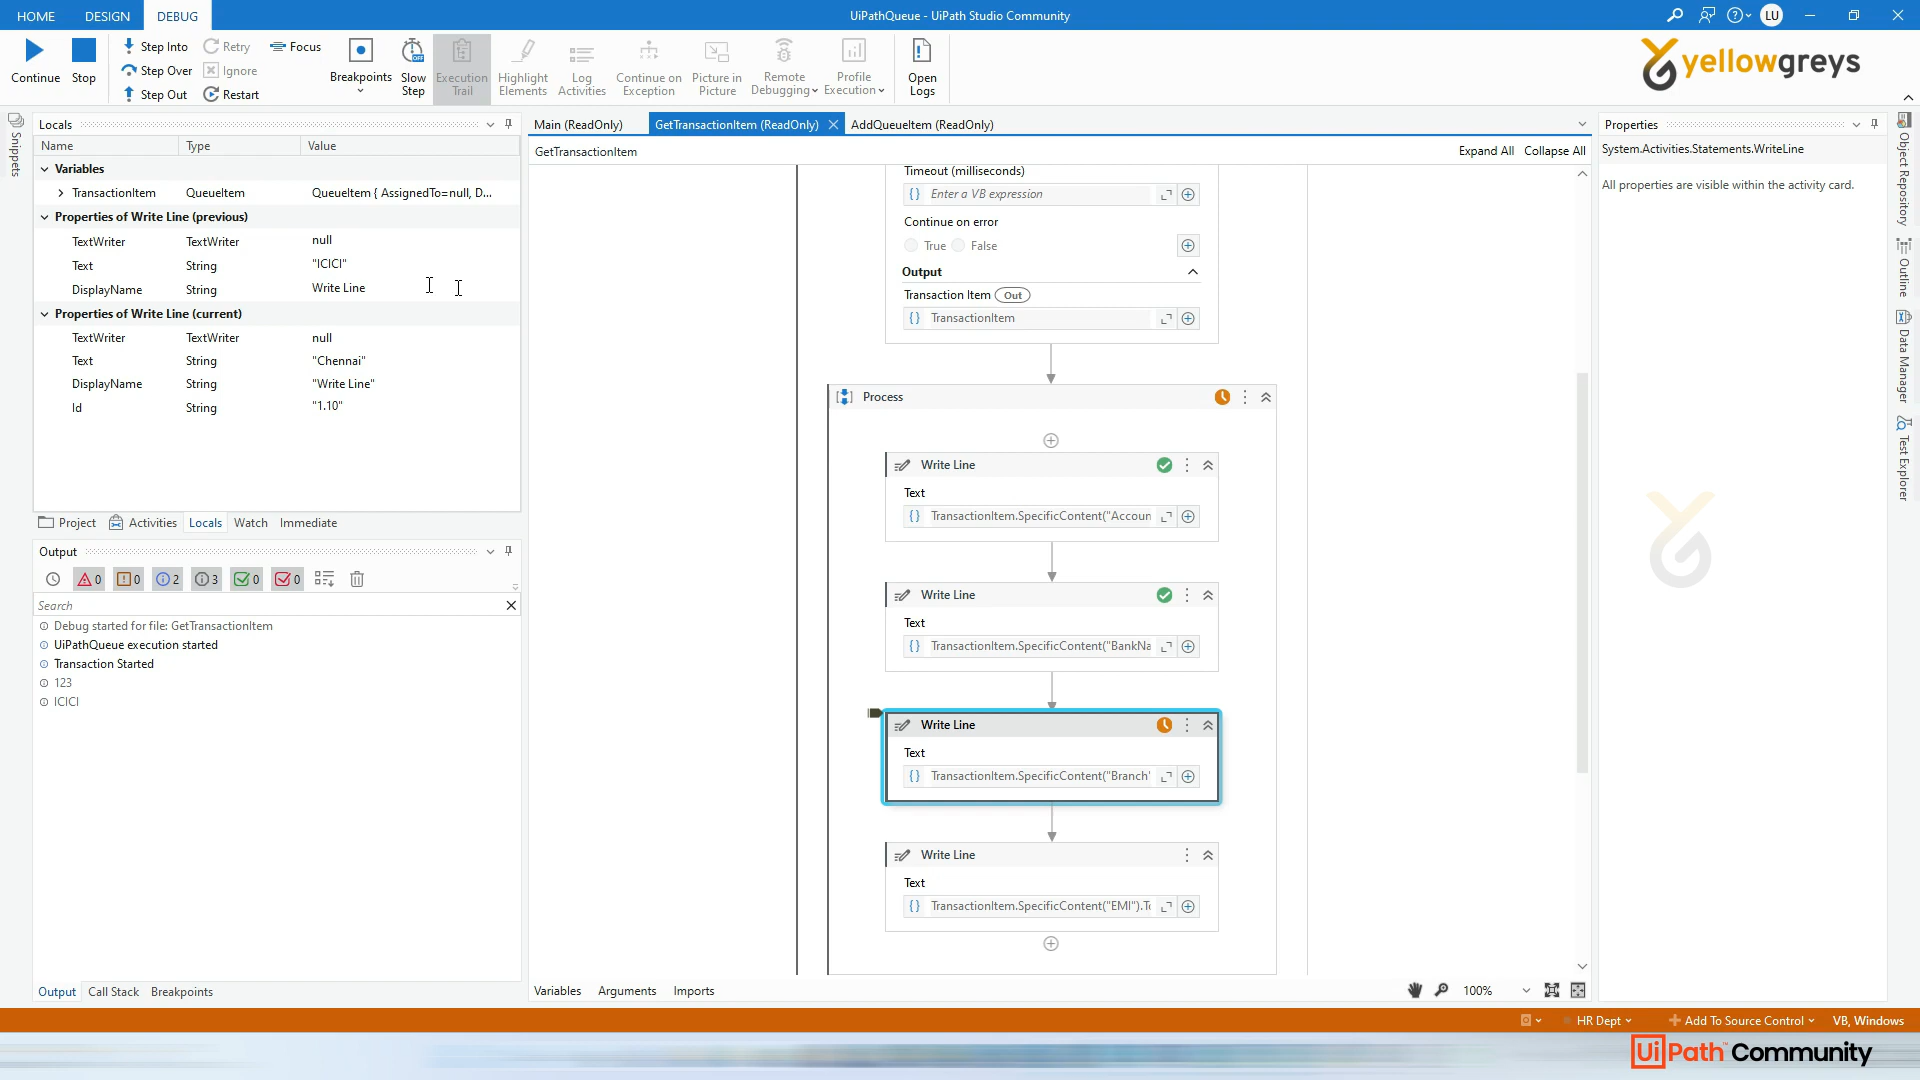 HOME DESIGN DEBUG
UiPathQueue - UiPath Studio Community
LU
Continue Stop
Step Into Retry Focus
Step Over Ignore
Step Out Restart
Breakpoints
Slow Step
Execution Trail
Highlight Elements
Log Activities
Continue on Exception
Picture in Picture
Remote Debugging
Profile Execution
Open Logs
yellowgreys
Snippets
Locals
Name Type Value
Variables
TransactionItem QueueItem QueueItem { AssignedTo=null, D...
Properties of Write Line (previous)
TextWriter TextWriter null
Text String "ICICI"
DisplayName String Write Line
Properties of Write Line (current)
TextWriter TextWriter null
Text String "Chennai"
DisplayName String "Write Line"
Id String "1.10"
Project Activities Locals Watch Immediate
Output
0 0 2 3 0 0
Search
Debug started for file: GetTransactionItem
UiPathQueue execution started
Transaction Started
123
ICICI
Output Call Stack Breakpoints
Main (ReadOnly) GetTransactionItem (ReadOnly) AddQueueItem (ReadOnly)
GetTransactionItem Expand All Collapse All
Timeout (milliseconds)
{} Enter a VB expression
Continue on error
True False
Output
Transaction Item Out
{} TransactionItem
Process
Write Line
Text
{} TransactionItem.SpecificContent("Accoun
Write Line
Text
{} TransactionItem.SpecificContent("BankNa
Write Line
Text
{} TransactionItem.SpecificContent("Branch"
Write Line
Text
{} TransactionItem.SpecificContent("EMI").To
Variables Arguments Imports 100%
Properties
System.Activities.Statements.WriteLine
All properties are visible within the activity card.
Object Repository
Outline
Data Manager
Test Explorer
HR Dept Add To Source Control VB, Windows
UiPath™ Community